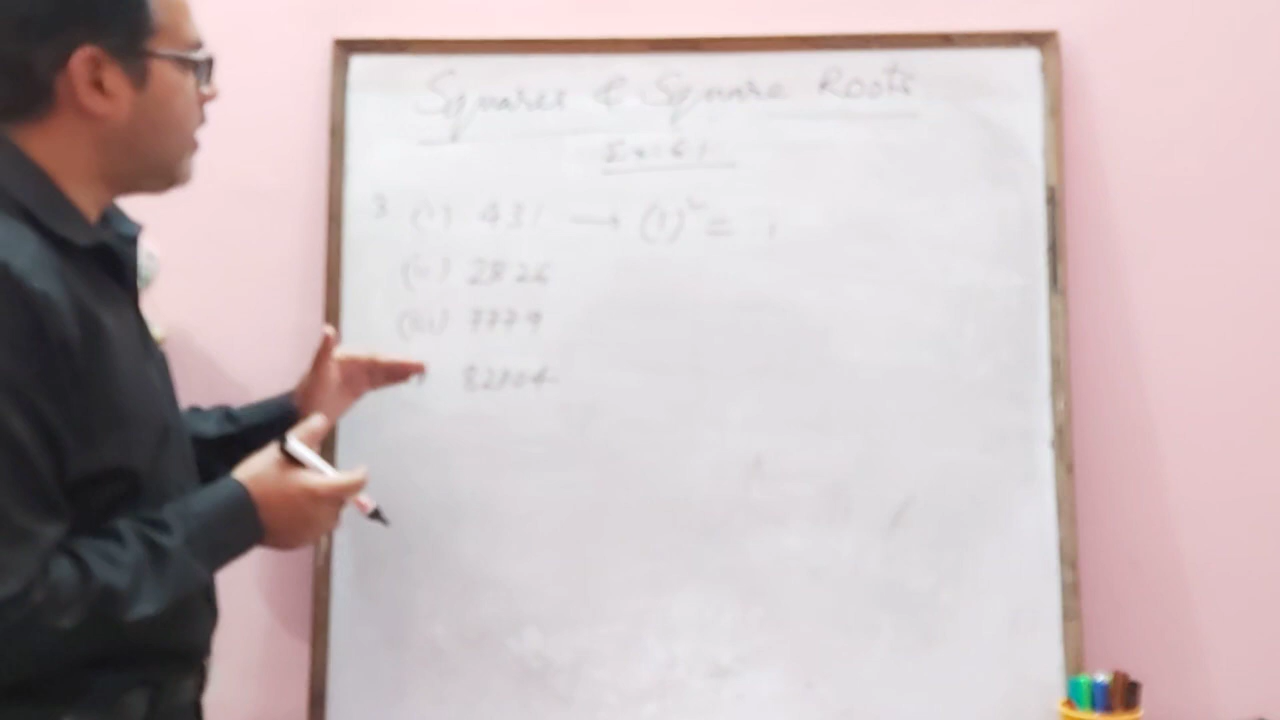 Squares & Square Roots
Ex: 6.1
3 (i) 431 → (1)² = 1
(ii) 2826
(iii) 7779
82004